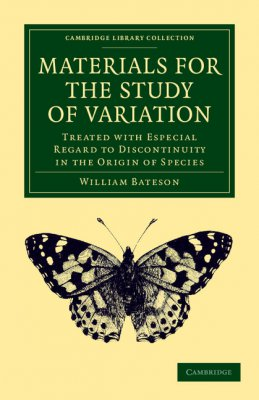 CAMBRIDGE LIBRARY COLLECTION
MATERIALS FOR
THE STUDY
OF VARIATION
TREATED WITH ESPECIAL
REGARD TO DISCONTINUITY
IN THE ORIGIN OF SPECIES
WILLIAM BATESON
CAMBRIDGE